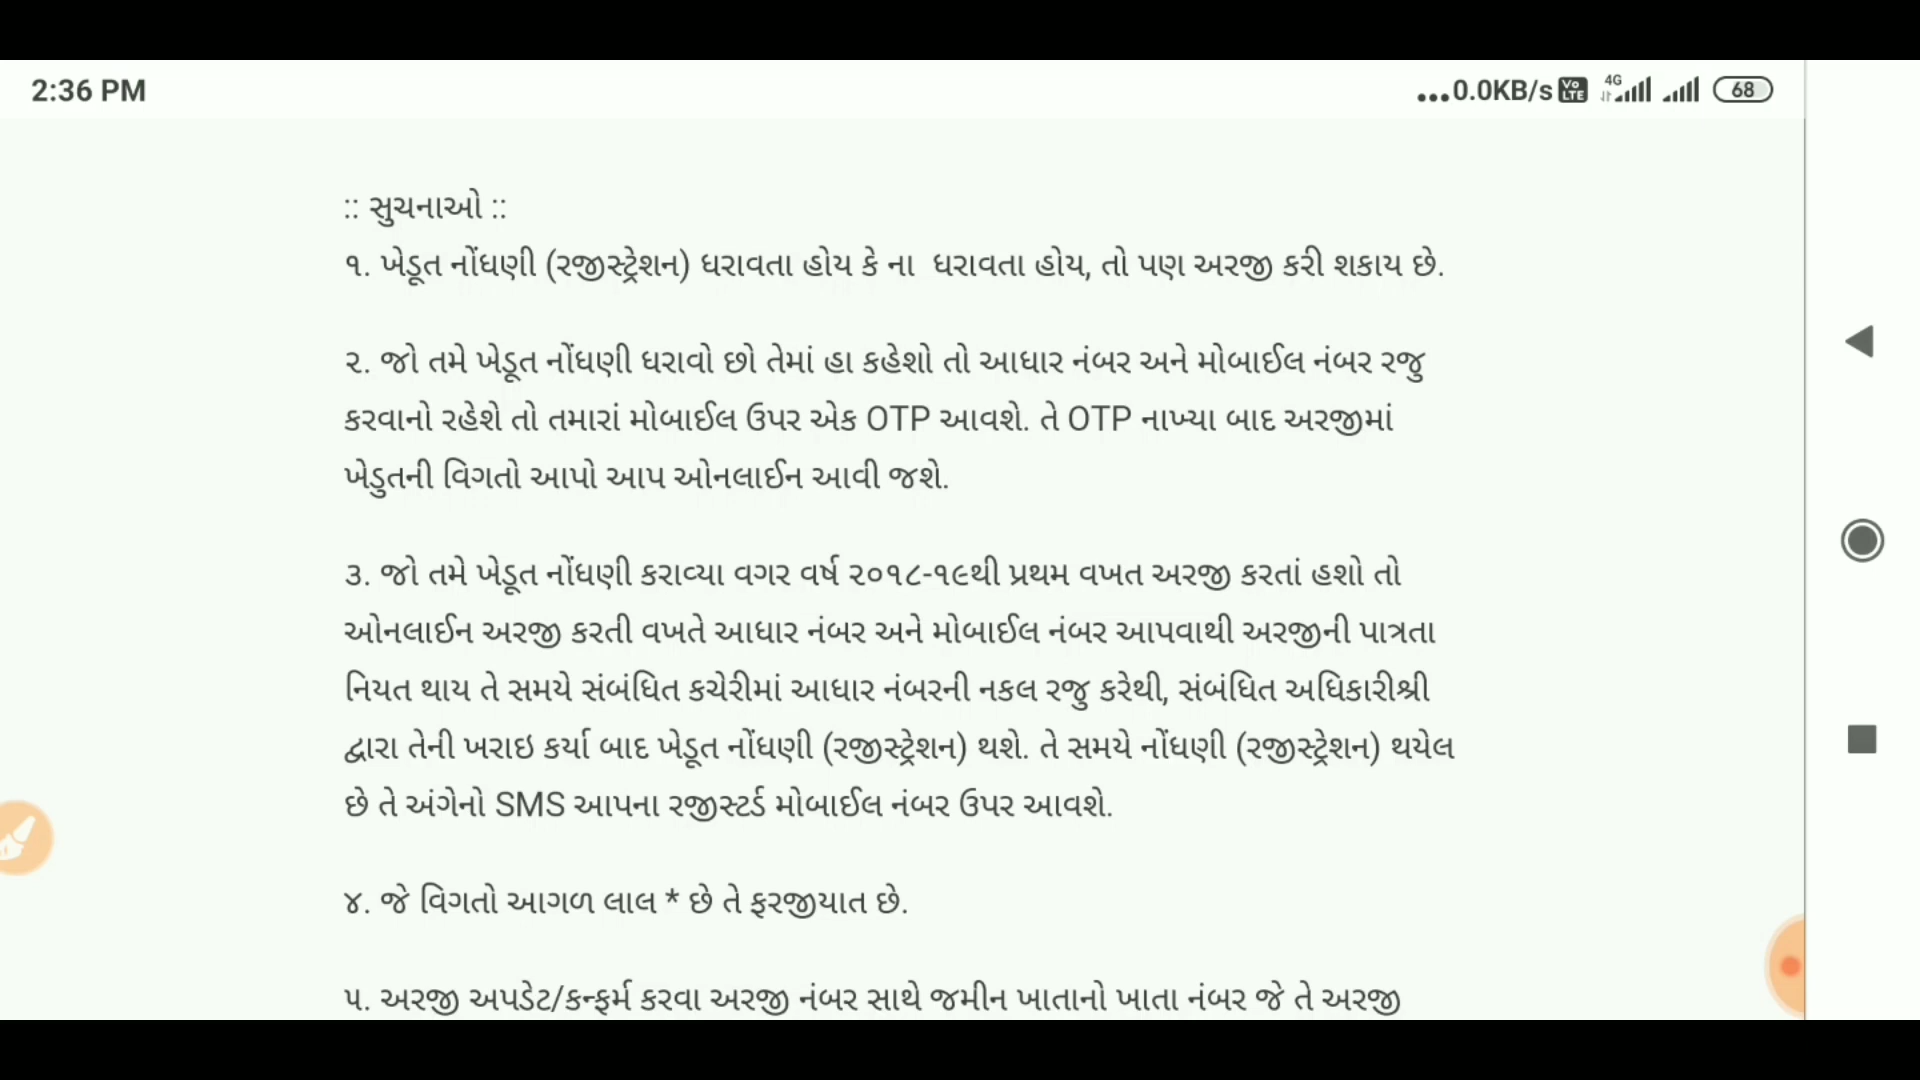 2:36 PM
...0.0KB/s Vo LTE 4G 68
:: સુચનાઓ ::
૧. ખેડૂત નોંધણી (રજીસ્ટ્રેશન) ધરાવતા હોય કે ના  ધરાવતા હોય, તો પણ અરજી કરી શકાય છે.
૨. જો તમે ખેડૂત નોંધણી ધરાવો છો તેમાં હા કહેશો તો આધાર નંબર અને મોબાઈલ નંબર રજુ
કરવાનો રહેશે તો તમારાં મોબાઈલ ઉપર એક OTP આવશે. તે OTP નાખ્યા બાદ અરજીમાં
ખેડુતની વિગતો આપો આપ ઓનલાઈન આવી જશે.
૩. જો તમે ખેડૂત નોંધણી કરાવ્યા વગર વર્ષ ૨૦૧૮-૧૯થી પ્રથમ વખત અરજી કરતાં હશો તો
ઓનલાઈન અરજી કરતી વખતે આધાર નંબર અને મોબાઈલ નંબર આપવાથી અરજીની પાત્રતા
નિયત થાય તે સમયે સંબંધિત કચેરીમાં આધાર નંબરની નકલ રજુ કરેથી, સંબંધિત અધિકારીશ્રી
દ્વારા તેની ખરાઇ કર્યા બાદ ખેડૂત નોંધણી (રજીસ્ટ્રેશન) થશે. તે સમયે નોંધણી (રજીસ્ટ્રેશન) થયેલ
છે તે અંગેનો SMS આપના રજીસ્ટર્ડ મોબાઈલ નંબર ઉપર આવશે.
૪. જે વિગતો આગળ લાલ * છે તે ફરજીયાત છે.
૫. અરજી અપડેટ/કન્ફર્મ કરવા અરજી નંબર સાથે જમીન ખાતાનો ખાતા નંબર જે તે અરજી